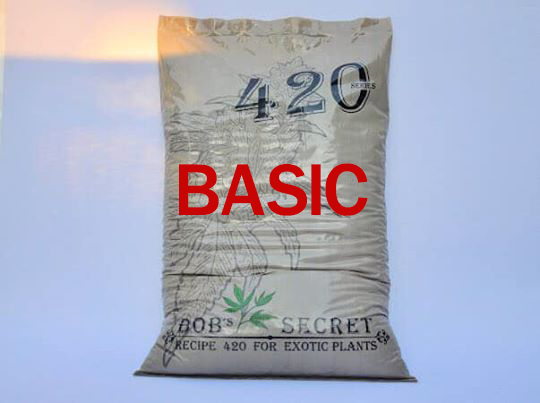 420
SERIES
BASIC
BOB's SECRET
RECIPE 420 FOR EXOTIC PLANTS